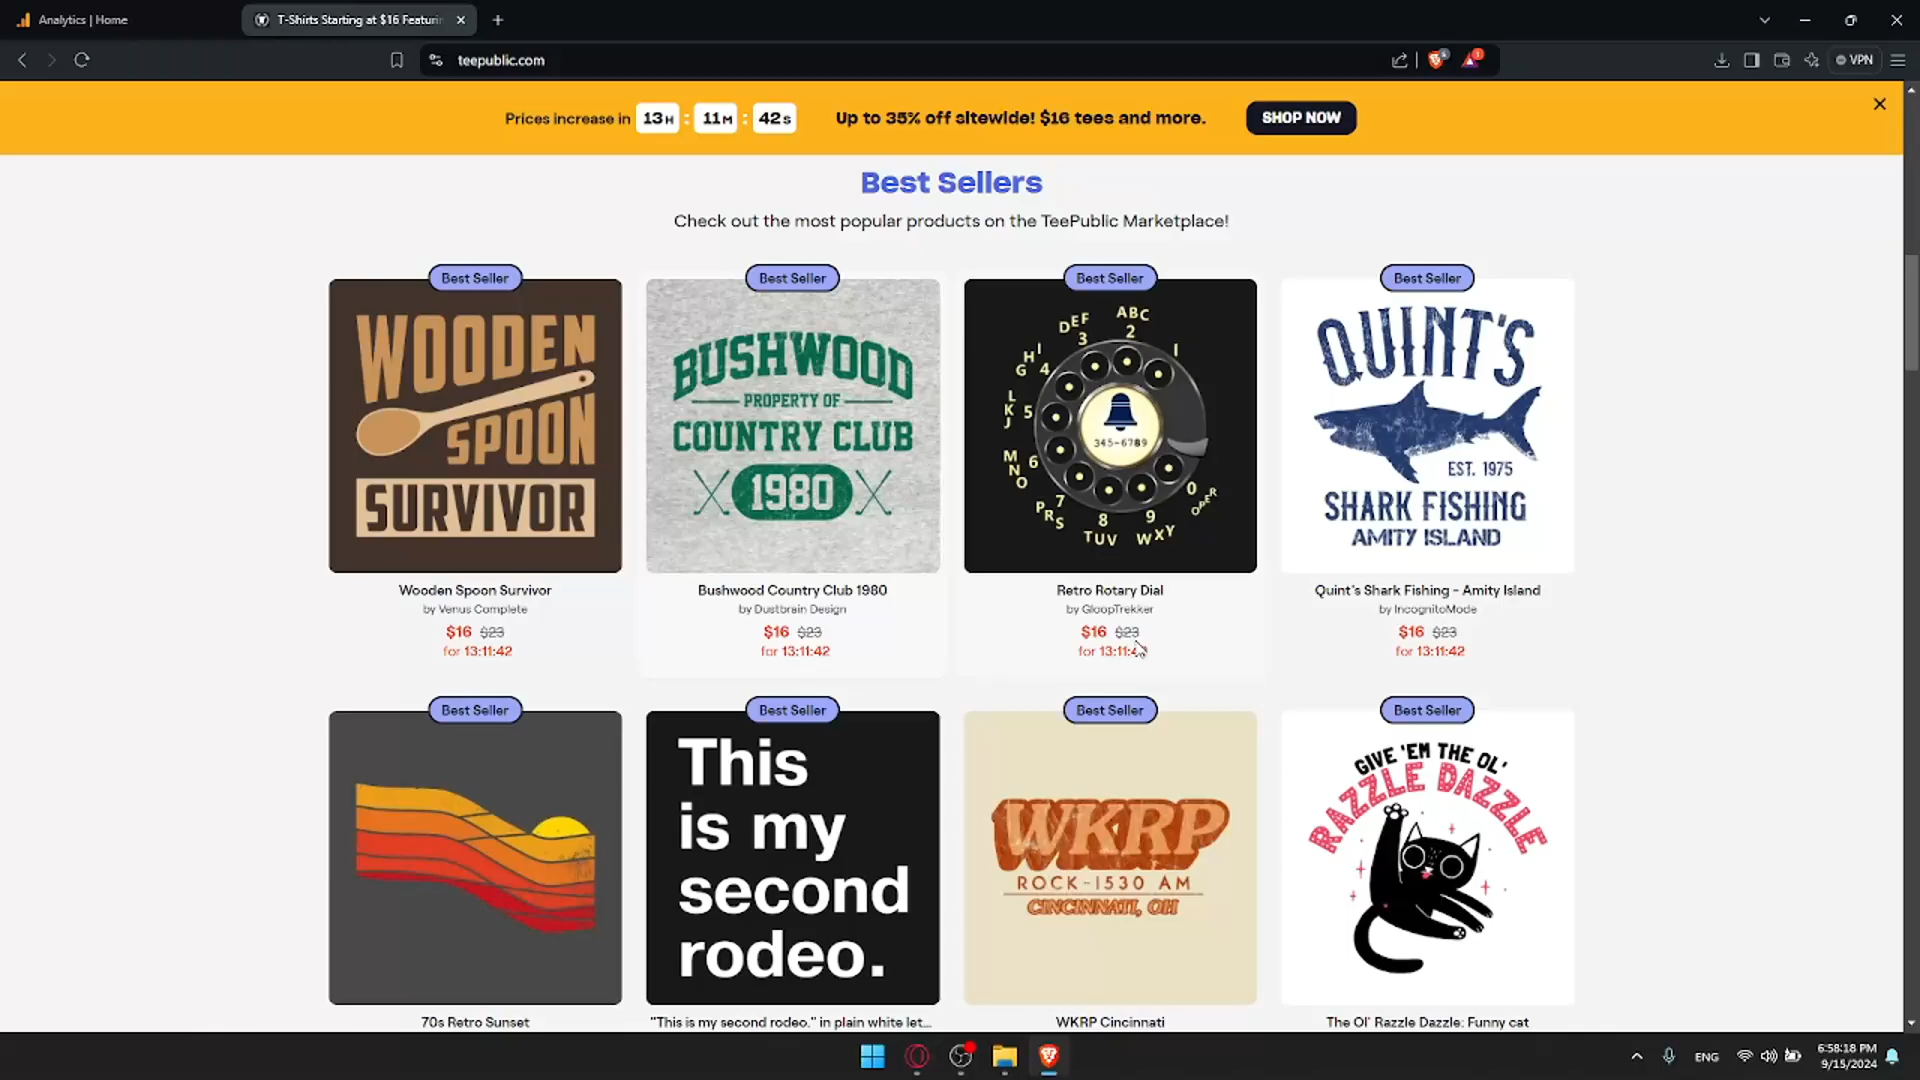 Analytics | Home
T-Shirts Starting at $16 Featurin
teepublic.com
VPN
Prices increase in 13H : 11M : 42S
Up to 35% off sitewide! $16 tees and more.
SHOP NOW
Best Sellers
Check out the most popular products on the TeePublic Marketplace!
Best Seller
WOODEN
SPOON
SURVIVOR
Wooden Spoon Survivor
by Venus Complete
$16 $23
for 13:11:42
Best Seller
BUSHWOOD
PROPERTY OF
COUNTRY CLUB
1980
Bushwood Country Club 1980
by Dustbrain Design
$16 $23
for 13:11:42
Best Seller
1
ABC 2
DEF 3
GHI 4
JKL 5
MNO 6
PRS 7
TUV 8
WXY 9
OPER 0
345-6789
Retro Rotary Dial
by GloopTrekker
$16 $23
for 13:11:4
Best Seller
QUINT'S
EST. 1975
SHARK FISHING
AMITY ISLAND
Quint's Shark Fishing - Amity Island
by IncognitoMode
$16 $23
for 13:11:42
Best Seller
70s Retro Sunset
Best Seller
This
is my
second
rodeo.
"This is my second rodeo." in plain white let...
Best Seller
WKRP
ROCK-1530 AM
CINCINNATI, OH
WKRP Cincinnati
Best Seller
GIVE 'EM THE OL'
RAZZLE DAZZLE
The Ol' Razzle Dazzle: Funny cat
ENG
6:58:18 PM
9/15/2024